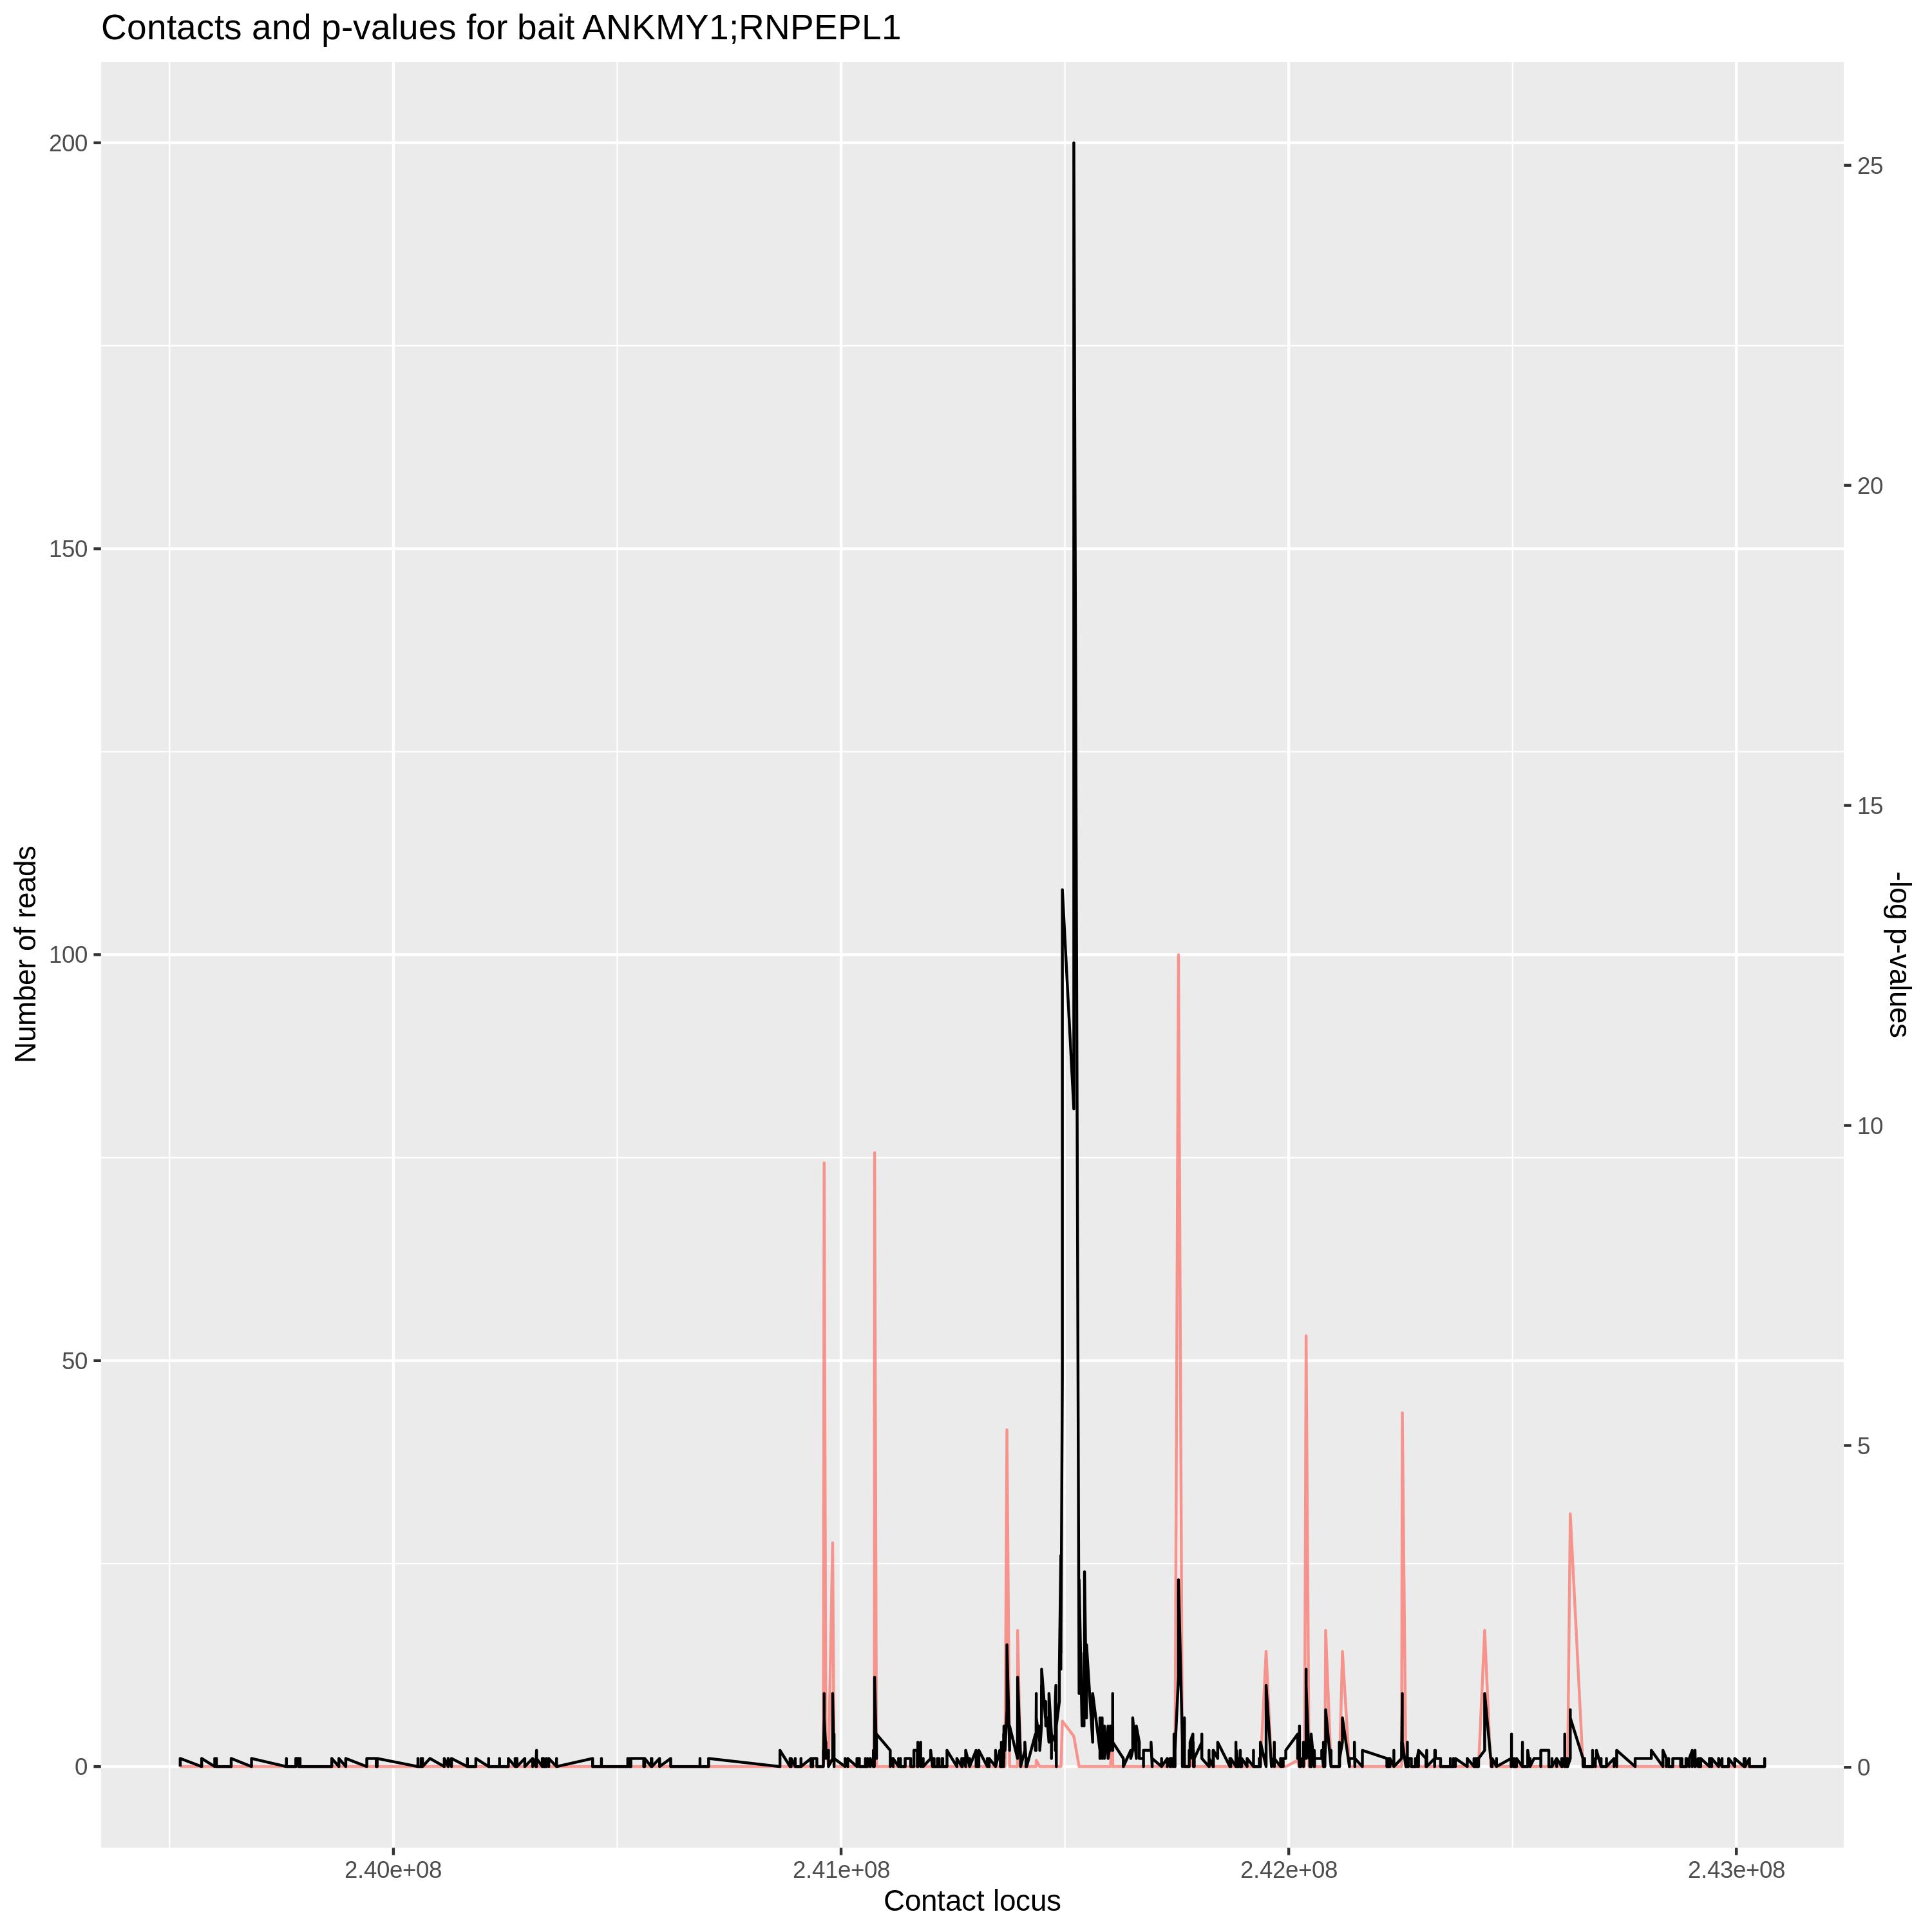 Contacts and p-values for bait ANKMY1;RNPEPL1
200
150
100
50
0
Number of reads
25
20
15
10
5
0
-log p-values
2.40e+08
2.41e+08
2.42e+08
2.43e+08
Contact locus